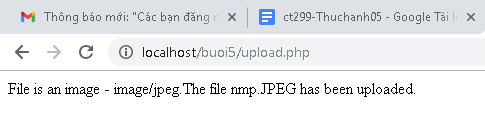 Thông báo mới: "Các bạn đăng n
ct299-Thuchanh05 - Google Tài li
localhost/buoi5/upload.php
File is an image - image/jpeg.The file nmp.JPEG has been uploaded.